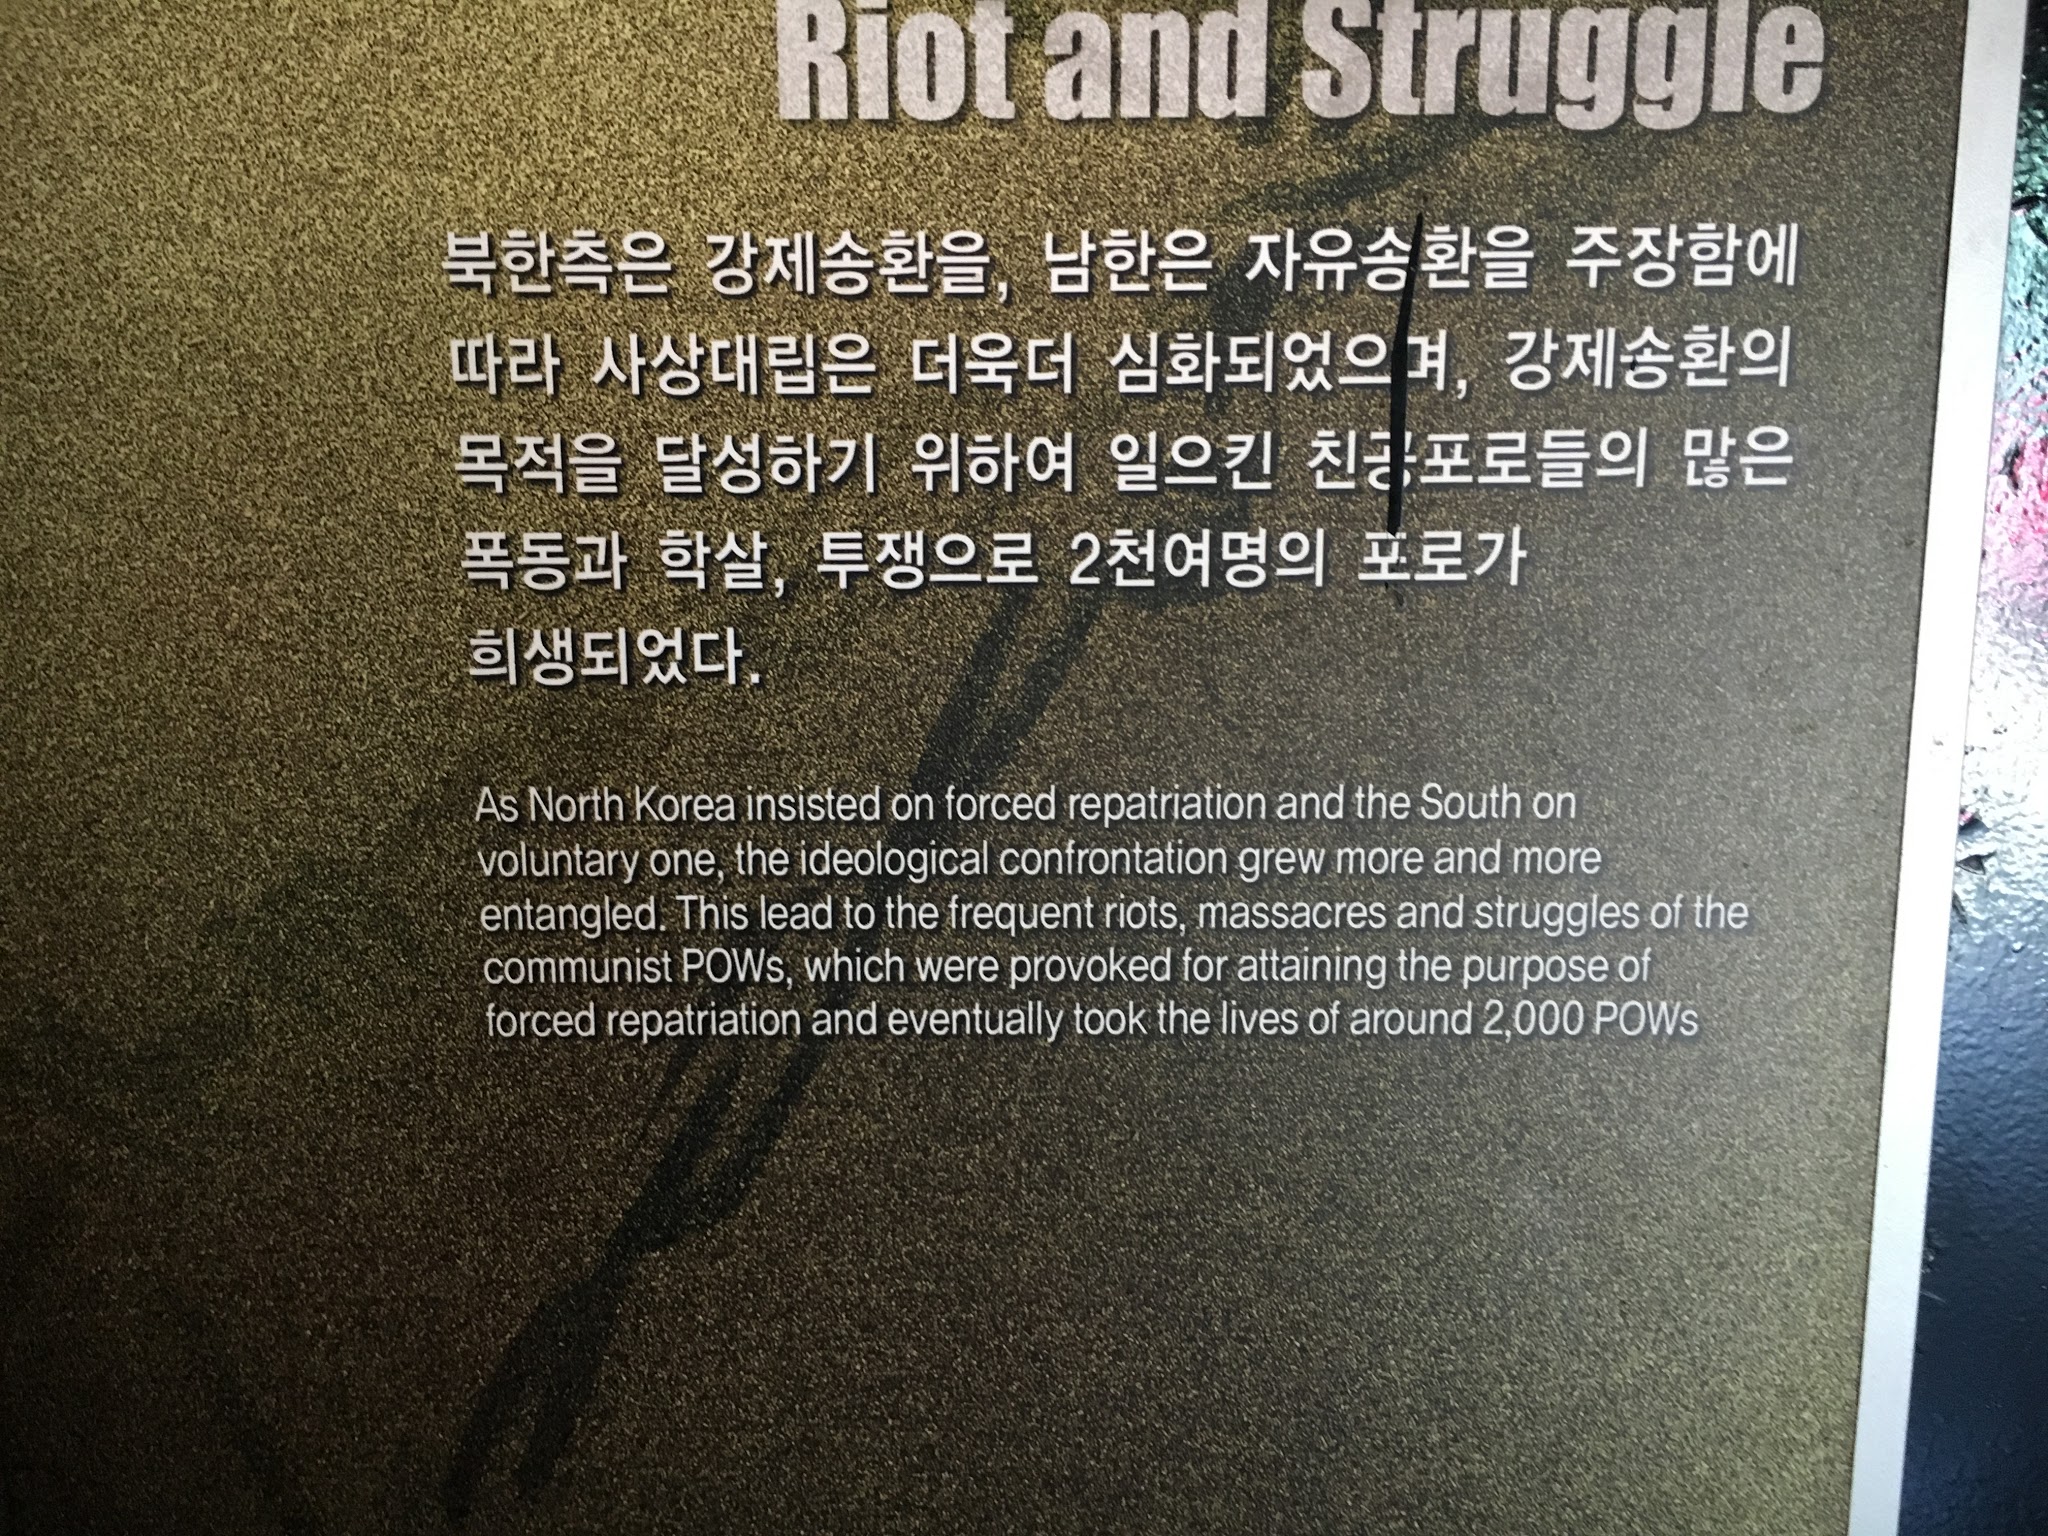 Riot and Struggle
북한측은 강제송환을, 남한은 자유송환을 주장함에
따라 사상대립은 더욱더 심화되었으며, 강제송환의
목적을 달성하기 위하여 일으킨 친공포로들의 많은
폭동과 학살, 투쟁으로 2천여명의 포로가
희생되었다.
As North Korea insisted on forced repatriation and the South on
voluntary one, the ideological confrontation grew more and more
entangled. This lead to the frequent riots, massacres and struggles of the
communist POWs, which were provoked for attaining the purpose of
forced repatriation and eventually took the lives of around 2,000 POWs